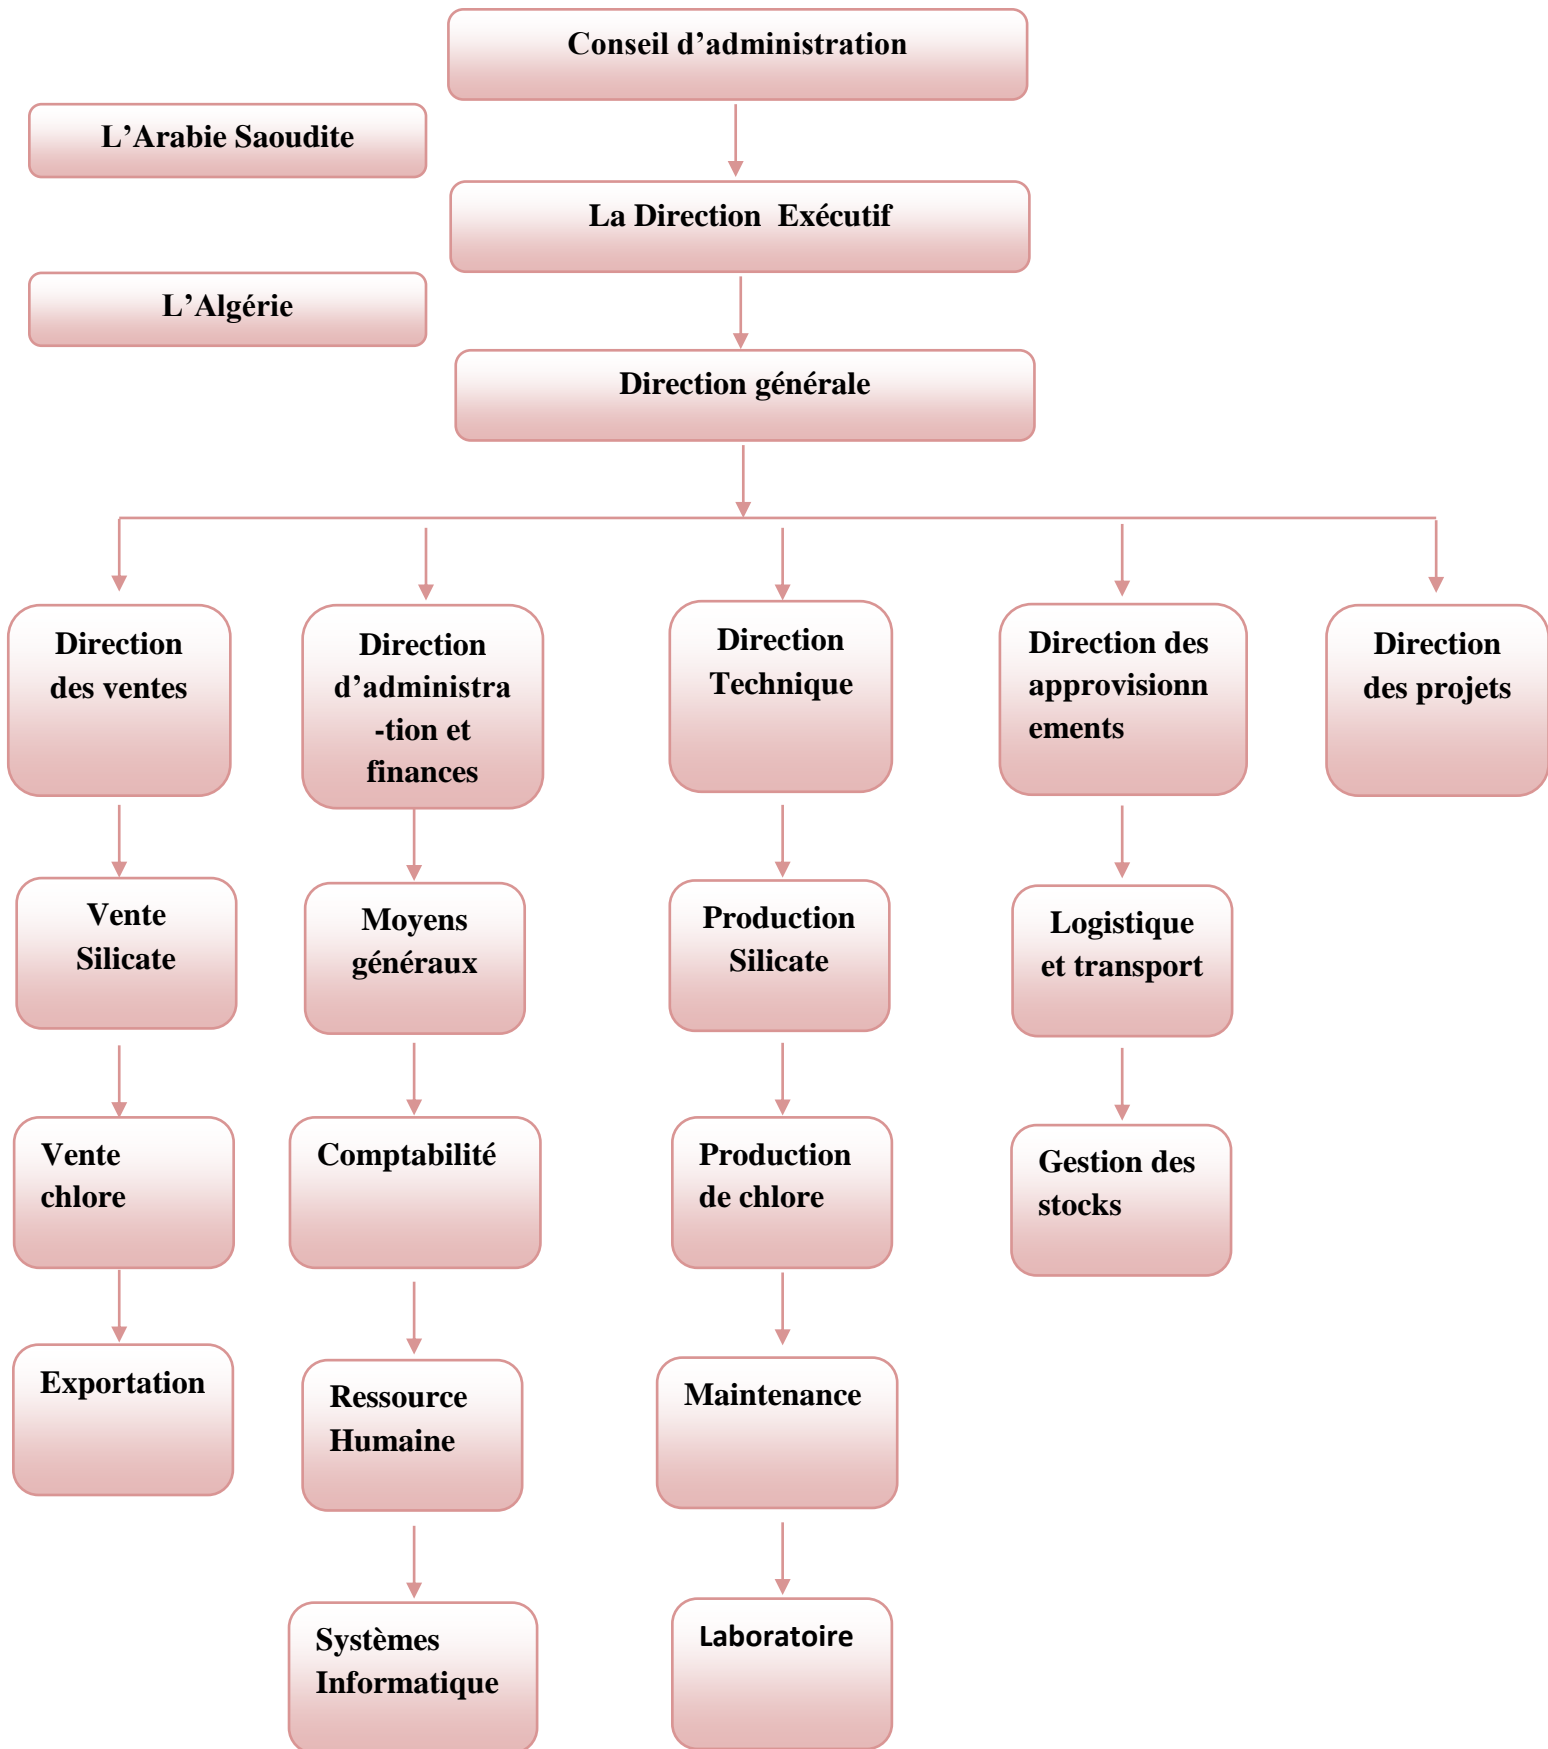 Conseil d’administration
L’Arabie Saoudite
La Direction Exécutif
L’Algérie
Direction générale
Direction
des ventes
Direction
d’administra
-tion et
finances
Direction
Technique
Direction des
approvisionn
ements
Direction
des projets
Vente
Silicate
Moyens
généraux
Production
Silicate
Logistique
et transport
Vente
chlore
Comptabilité
Production
de chlore
Gestion des
stocks
Exportation
Ressource
Humaine
Maintenance
Systèmes
Informatique
Laboratoire